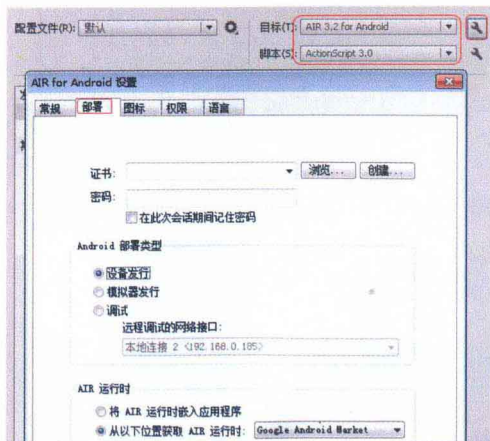 配置文件(R): 默认 目标(T): AIR 3.2 for Android
脚本(S): ActionScript 3.0
AIR for Android 设置
常规 部署 图标 权限 语言
证书: 浏览... 创建...
密码:
在此次会话期间记住密码
Android 部署类型
设备发行
模拟器发行
调试
远程调试的网络接口:
本地连接 2 <192.168.0.185>
AIR 运行时
将 AIR 运行时嵌入应用程序
从以下位置获取 AIR 运行时: Google Android Market